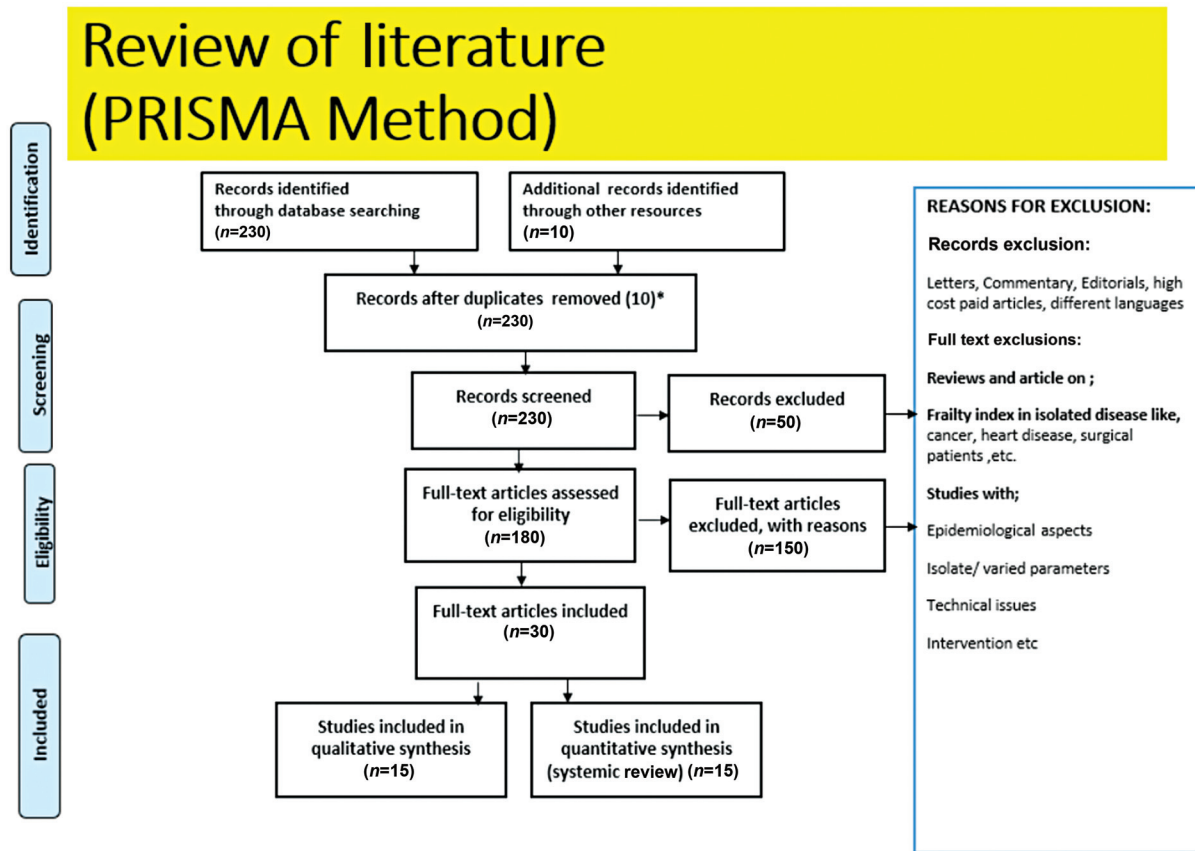 Review of literature
(PRISMA Method)
Identification
Records identified
through database searching
(n=230)
Additional records identified
through other resources
(n=10)
Records after duplicates removed (10)*
(n=230)
Screening
Records screened
(n=230)
Records excluded
(n=50)
Eligibility
Full-text articles assessed
for eligibility
(n=180)
Full-text articles
excluded, with reasons
(n=150)
Full-text articles included
(n=30)
Included
Studies included in
qualitative synthesis
(n=15)
Studies included in
quantitative synthesis
(systemic review) (n=15)
REASONS FOR EXCLUSION:
Records exclusion:
Letters, Commentary, Editorials, high
cost paid articles, different languages
Full text exclusions:
Reviews and article on ;
Frailty index in isolated disease like,
cancer, heart disease, surgical
patients ,etc.
Studies with;
Epidemiological aspects
Isolate/ varied parameters
Technical issues
Intervention etc